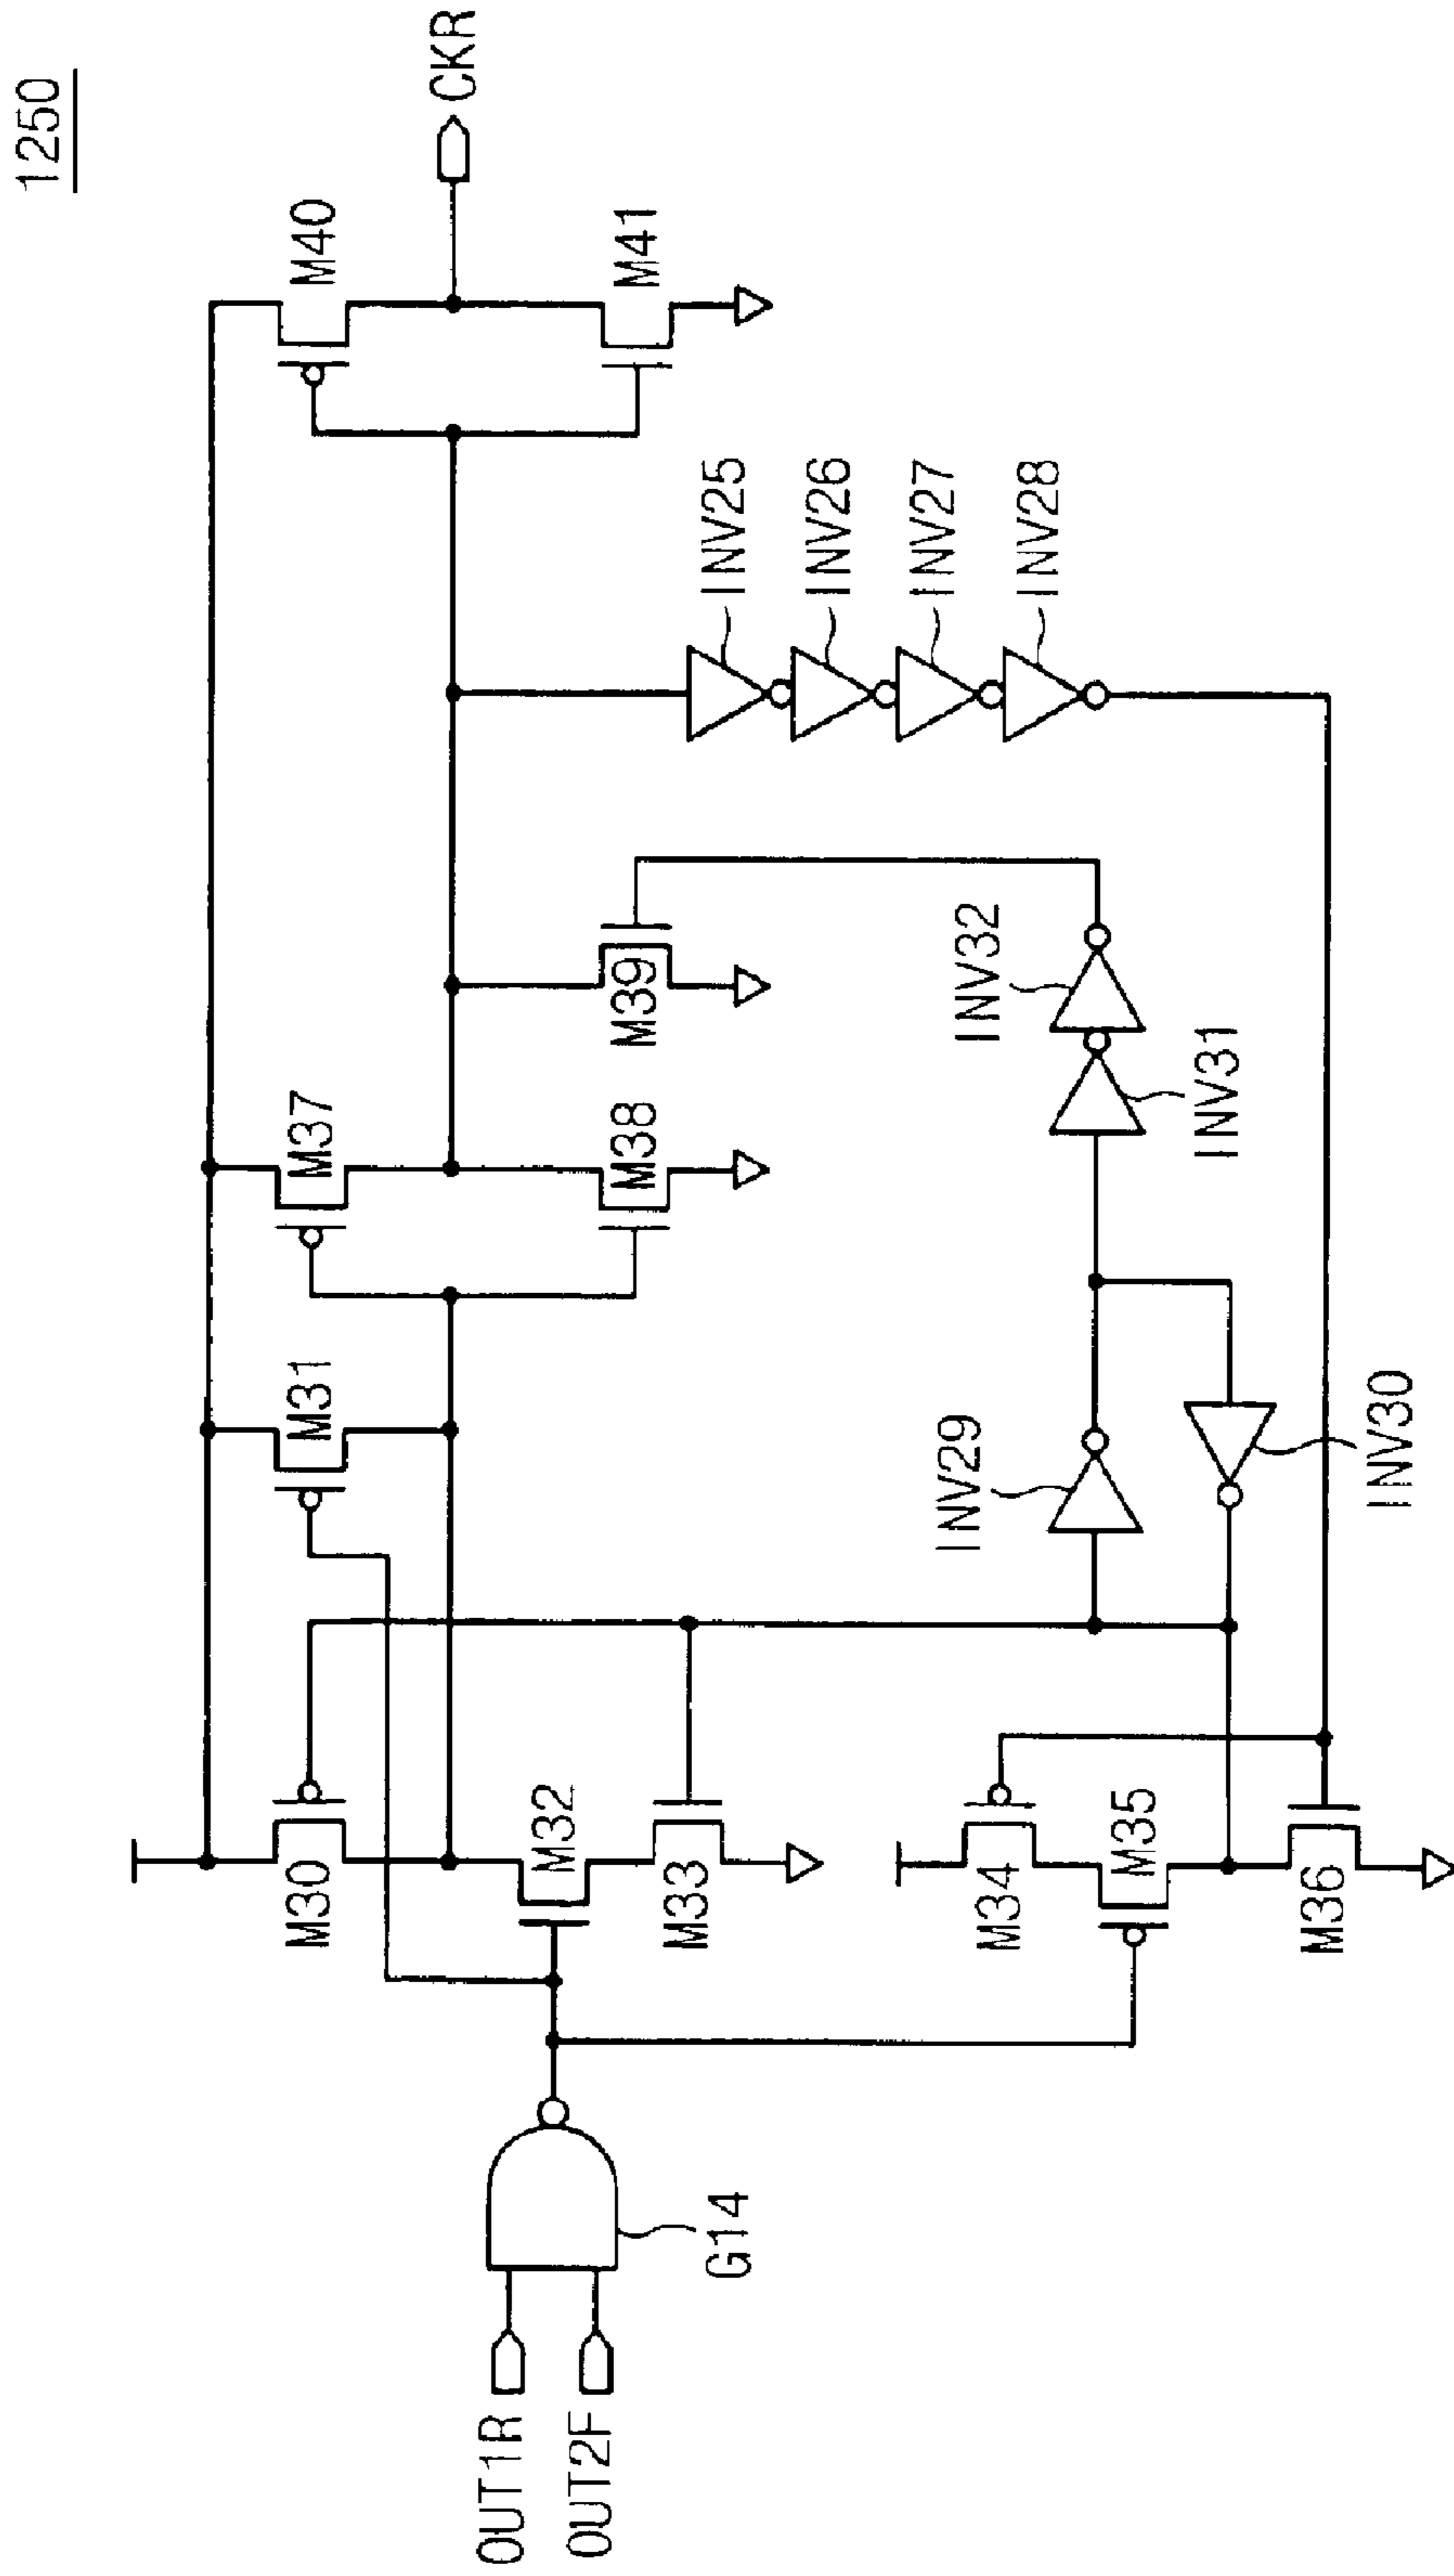 1250
OUT1R
OUT2F
G14
M30
M31
M32
M33
M34
M35
M36
M37
M38
M39
M40
M41
CKR
INV25
INV26
INV27
INV28
INV29
INV30
INV31
INV32